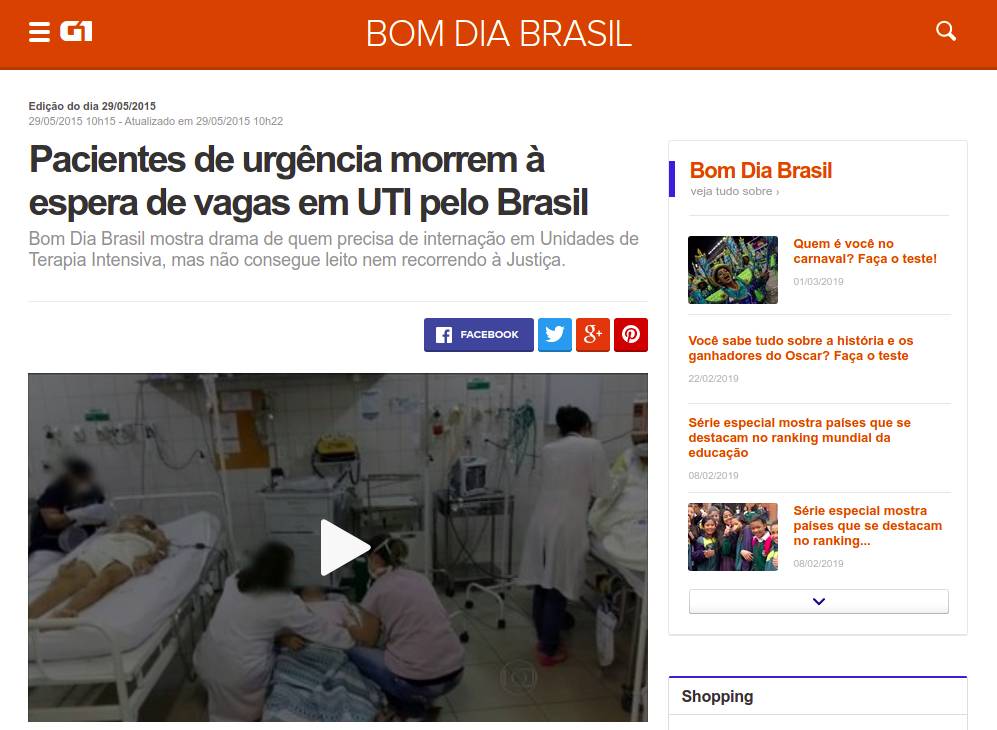 G1
BOM DIA BRASIL
Edição do dia 29/05/2015
29/05/2015 10h15 - Atualizado em 29/05/2015 10h22
Pacientes de urgência morrem à
espera de vagas em UTI pelo Brasil
Bom Dia Brasil mostra drama de quem precisa de internação em Unidades de
Terapia Intensiva, mas não consegue leito nem recorrendo à Justiça.
FACEBOOK
g+
Bom Dia Brasil
veja tudo sobre ›
Quem é você no
carnaval? Faça o teste!
01/03/2019
Você sabe tudo sobre a história e os
ganhadores do Oscar? Faça o teste
22/02/2019
Série especial mostra países que se
destacam no ranking mundial da
educação
08/02/2019
Série especial mostra
países que se destacam
no ranking...
08/02/2019
Shopping